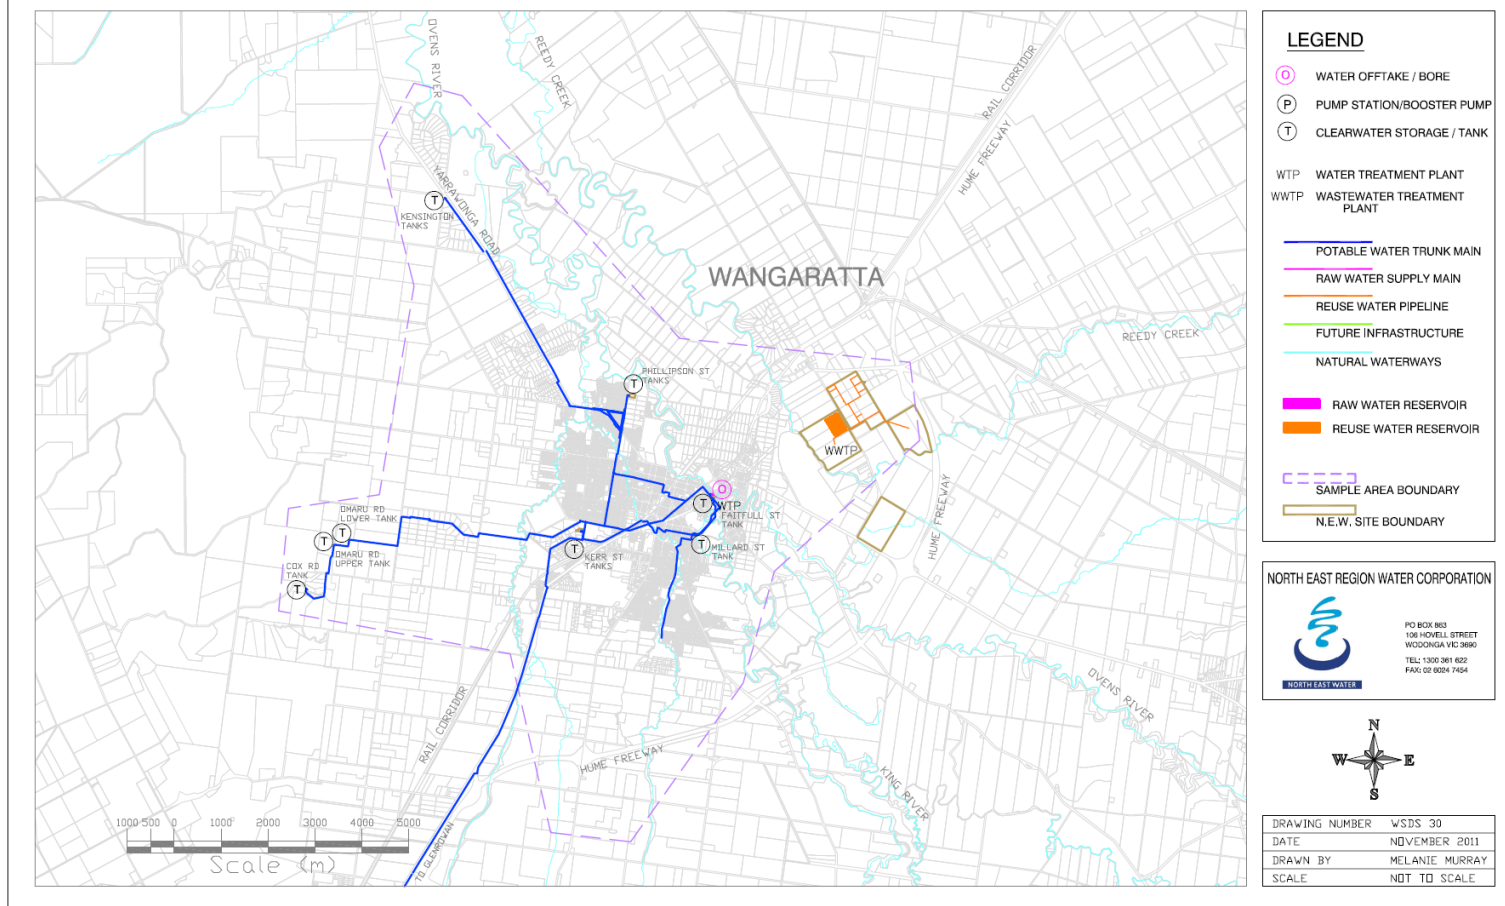 OVENS RIVER
REEDY CREEK
RAIL CORRIDOR
HUME FREEWAY
YARRAWONGA ROAD
T
KENSINGTON
TANKS
WANGARATTA
REEDY CREEK
T
PHILLIPSON ST
TANKS
WWTP
HUME FREEWAY
O
T
WTP
FAITFULL ST
TANK
T
MILLARD ST
TANK
OMARU RD
LOWER TANK
T
T
OMARU RD
UPPER TANK
COX RD
TANK
T
T
KERR ST
TANKS
RAIL CORRIDOR
HUME FREEWAY
OVENS RIVER
KING RIVER
TO GLENROWAN
1000 500 0 1000 2000 3000 4000 5000
Scale (m)
LEGEND
O WATER OFFTAKE / BORE
P PUMP STATION/BOOSTER PUMP
T CLEARWATER STORAGE / TANK
WTP WATER TREATMENT PLANT
WWTP WASTEWATER TREATMENT
PLANT
POTABLE WATER TRUNK MAIN
RAW WATER SUPPLY MAIN
REUSE WATER PIPELINE
FUTURE INFRASTRUCTURE
NATURAL WATERWAYS
RAW WATER RESERVOIR
REUSE WATER RESERVOIR
SAMPLE AREA BOUNDARY
N.E.W. SITE BOUNDARY
NORTH EAST REGION WATER CORPORATION
PO BOX 863
106 HOVELL STREET
WODONGA VIC 3690
TEL: 1300 361 622
FAX: 02 6024 7454
NORTH EAST WATER
N
W E
S
DRAWING NUMBER WSDS 30
DATE NOVEMBER 2011
DRAWN BY MELANIE MURRAY
SCALE NOT TO SCALE